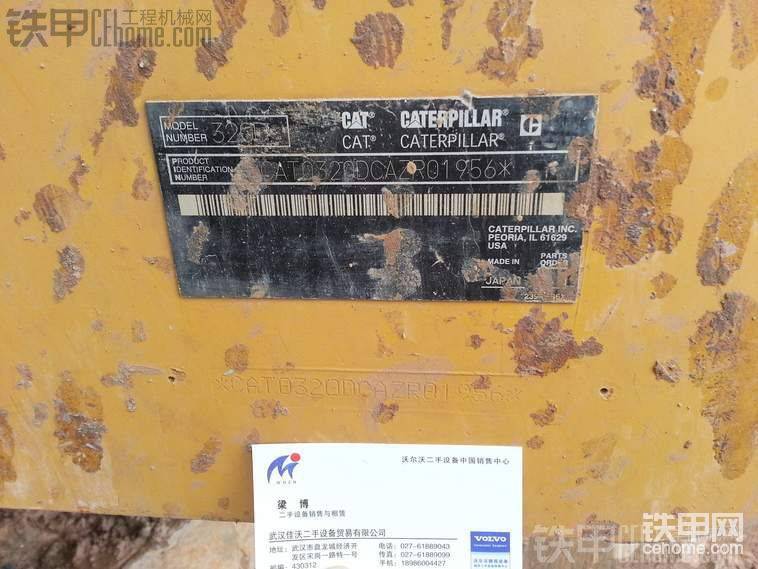 铁甲 工程机械网
CEhome.com
MODEL NUMBER 320D
CAT CATERPILLAR
CAT® CATERPILLAR®
PRODUCT IDENTIFICATION NUMBER *CAT0320DCAZR01956*
CATERPILLAR INC.
PEORIA, IL 61629
USA
MADE IN
PARTS ORDER
JAPAN
*CAT0320DCAZR01956*
沃尔沃二手设备中国销售中心
梁 博
二手设备销售与租赁
武汉佳沃二手设备贸易有限公司
地址：武汉市盘龙城经济开
发区宋岗一路特一号
邮编：430312
电话：027-61889043
传真：027-61889099
手机：18986004427
VOLVO
铁甲网
cehome.com